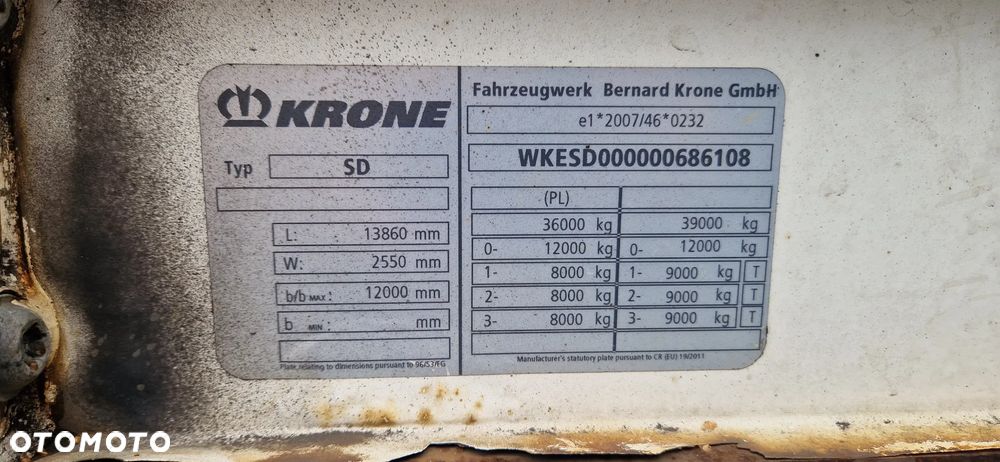 KRONE
Typ SD
L: 13860 mm
W: 2550 mm
b/b MAX: 12000 mm
b MIN: mm
Plate relating to dimensions pursuant to 96/53/FG
Fahrzeugwerk Bernard Krone GmbH
e1*2007/46*0232
WKESD000000686108
(PL)
36000 kg 39000 kg
0- 12000 kg 0- 12000 kg
1- 8000 kg 1- 9000 kg T
2- 8000 kg 2- 9000 kg T
3- 8000 kg 3- 9000 kg T
Manufacturer's statutory plate pursuant to CR (EU) 19/2011
OTOMOTO